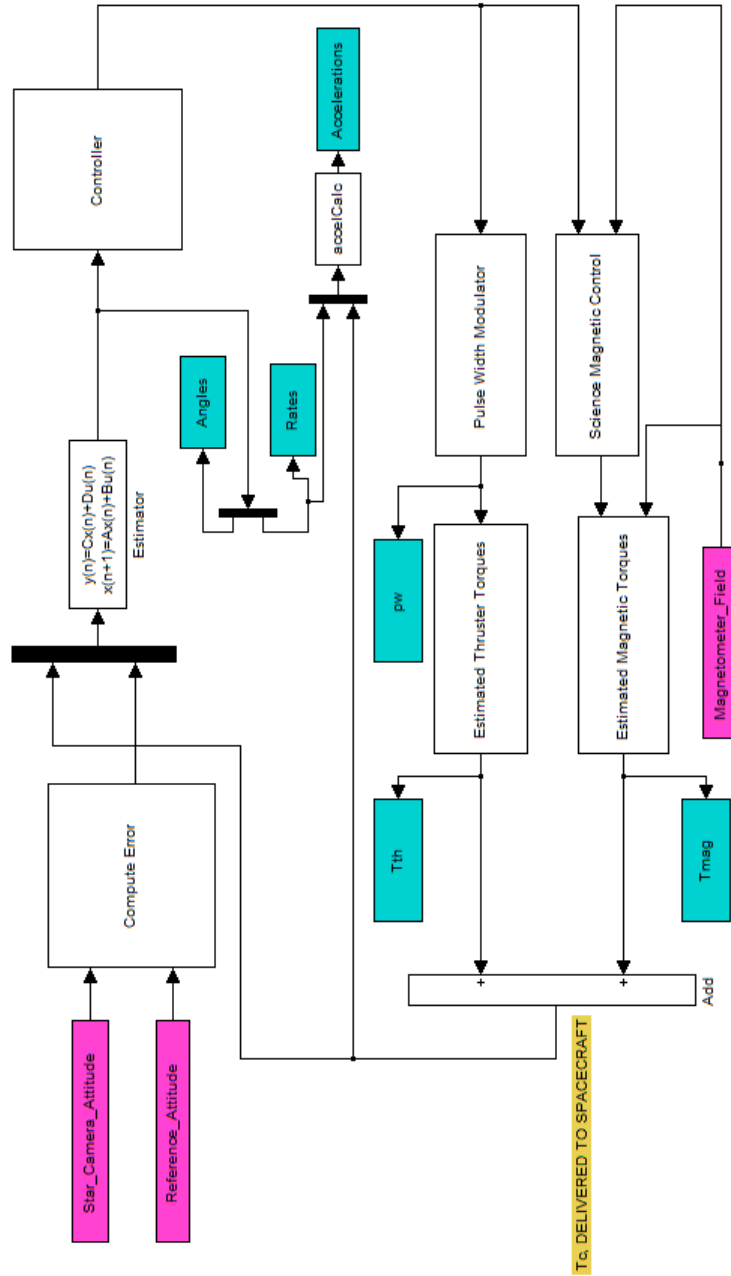 Star_Camera_Attitude
Reference_Attitude
Compute Error
y(n)=Cx(n)+Du(n)
x(n+1)=Ax(n)+Bu(n)
Estimator
Controller
Angles
Rates
accelCalc
Accelerations
Tth
pw
Estimated Thruster Torques
Pulse Width Modulator
+
+
Add
Estimated Magnetic Torques
Science Magnetic Control
Tmag
Magnetometer_Field
Tc, DELIVERED TO SPACECRAFT